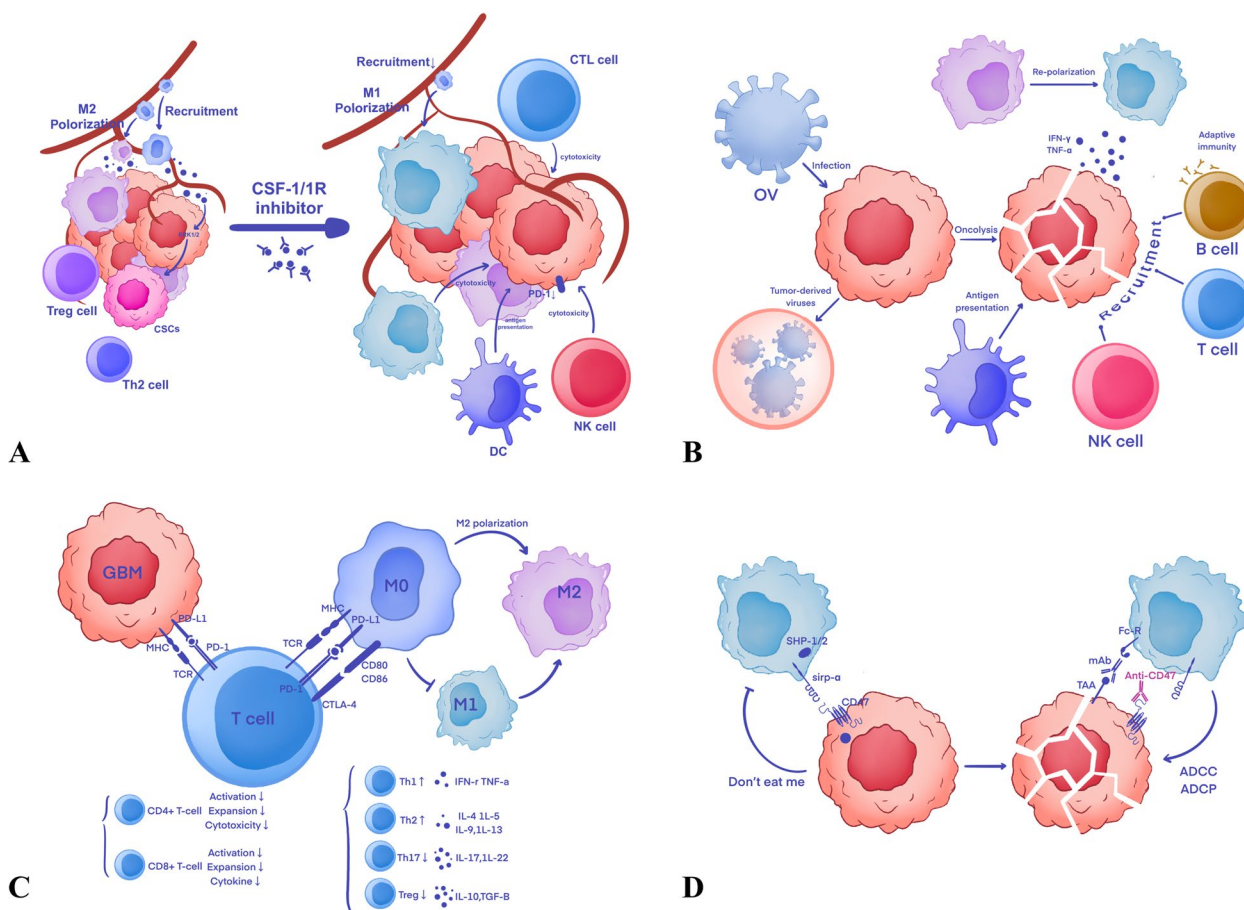 M2
Polorization
Recruitment
ERK1/2
Treg cell
CSCs
Th2 cell
CSF-1/1R
inhibitor
Recruitment↓
M1
Polorization
CTL cell
cytotoxicity
cytotoxicity
PD-1↓
antigen
presentation
cytotoxicity
DC
NK cell
A
Re-polarization
OV
Infection
IFN-γ
TNF-α
Adaptive
immunity
B cell
Oncolysis
Recruitment
Tumor-derived
viruses
Antigen
presentation
T cell
NK cell
B
GBM
PD-L1
MHC
PD-1
TCR
T cell
M0
MHC
PD-L1
TCR
PD-1
CD80
CD86
CTLA-4
M2 polarization
M2
M1
CD4+ T-cell
Activation ↓
Expansion ↓
Cytotoxicity ↓
CD8+ T-cell
Activation ↓
Expansion ↓
Cytokine ↓
Th1 ↑
IFN-r TNF-a
Th2 ↑
IL-4 1L-5
IL-9,1L-13
Th17 ↓
IL-17,1L-22
Treg ↓
IL-10,TGF-B
C
SHP-1/2
sirp-α
CD47
Don't eat me
Fc-R
mAb
TAA
Anti-CD47
ADCC
ADCP
D